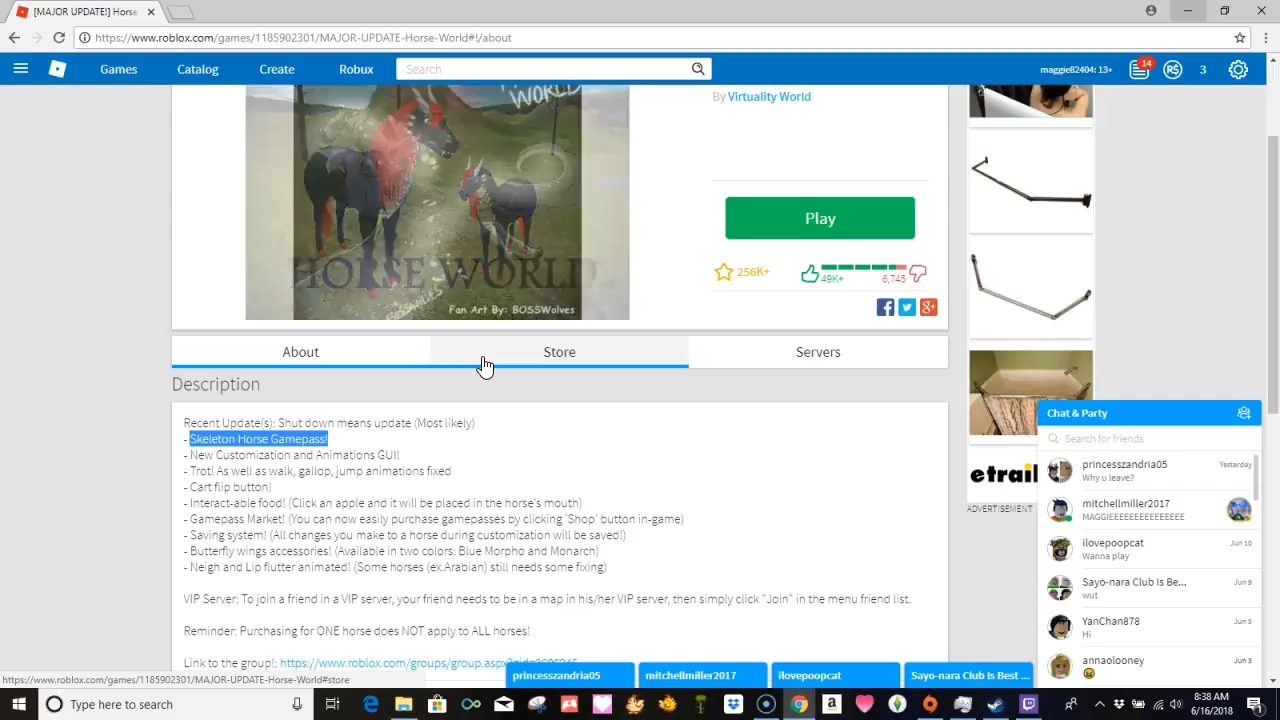 [MAJOR UPDATE!] Horse
https://www.roblox.com/games/1185902301/MAJOR-UPDATE-Horse-World#!/about
Games
Catalog
Create
Robux
Search
maggie82404: 13+
14
3
WORLD
HORSE WORLD
Fan Art By: BOSSWolves
By Virtuality World
Play
256K+
49K+
6,745
About
Store
Servers
Description
Recent Update(s): Shut down means update (Most likely)
- Skeleton Horse Gamepass!
- New Customization and Animations GUI!
- Trot! As well as walk, gallop, jump animations fixed
- Cart flip button!
- Interact-able food! (Click an apple and it will be placed in the horse's mouth)
- Gamepass Market! (You can now easily purchase gamepasses by clicking 'Shop' button in-game)
- Saving system! (All changes you make to a horse during customization will be saved!)
- Butterfly wings accessories! (Available in two colors: Blue Morpho and Monarch)
- Neigh and Lip flutter animated! (Some horses (ex.Arabian) still needs some fixing)
VIP Server: To join a friend in a VIP server, your friend needs to be in a map in his/her VIP server, then simply click "Join" in the menu friend list.
Reminder: Purchasing for ONE horse does NOT apply to ALL horses!
Link to the group!: https://www.roblox.com/groups/group.aspx
etrail
ADVERTISEMENT
Chat & Party
Search for friends
princesszandria05
Yesterday
Why u leave?
mitchellmiller2017
MAGGIEEEEEEEEEEEEEEE
ilovepoopcat
Jun 10
Wanna play
Sayo-nara Club Is Be...
Jun 9
wut
YanChan878
Jun 5
Hi
annaolooney
Jun 3
https://www.roblox.com/games/1185902301/MAJOR-UPDATE-Horse-World#store
princesszandria05
mitchellmiller2017
ilovepoopcat
Sayo-nara Club Is Best ...
Type here to search
8:38 AM
6/16/2018